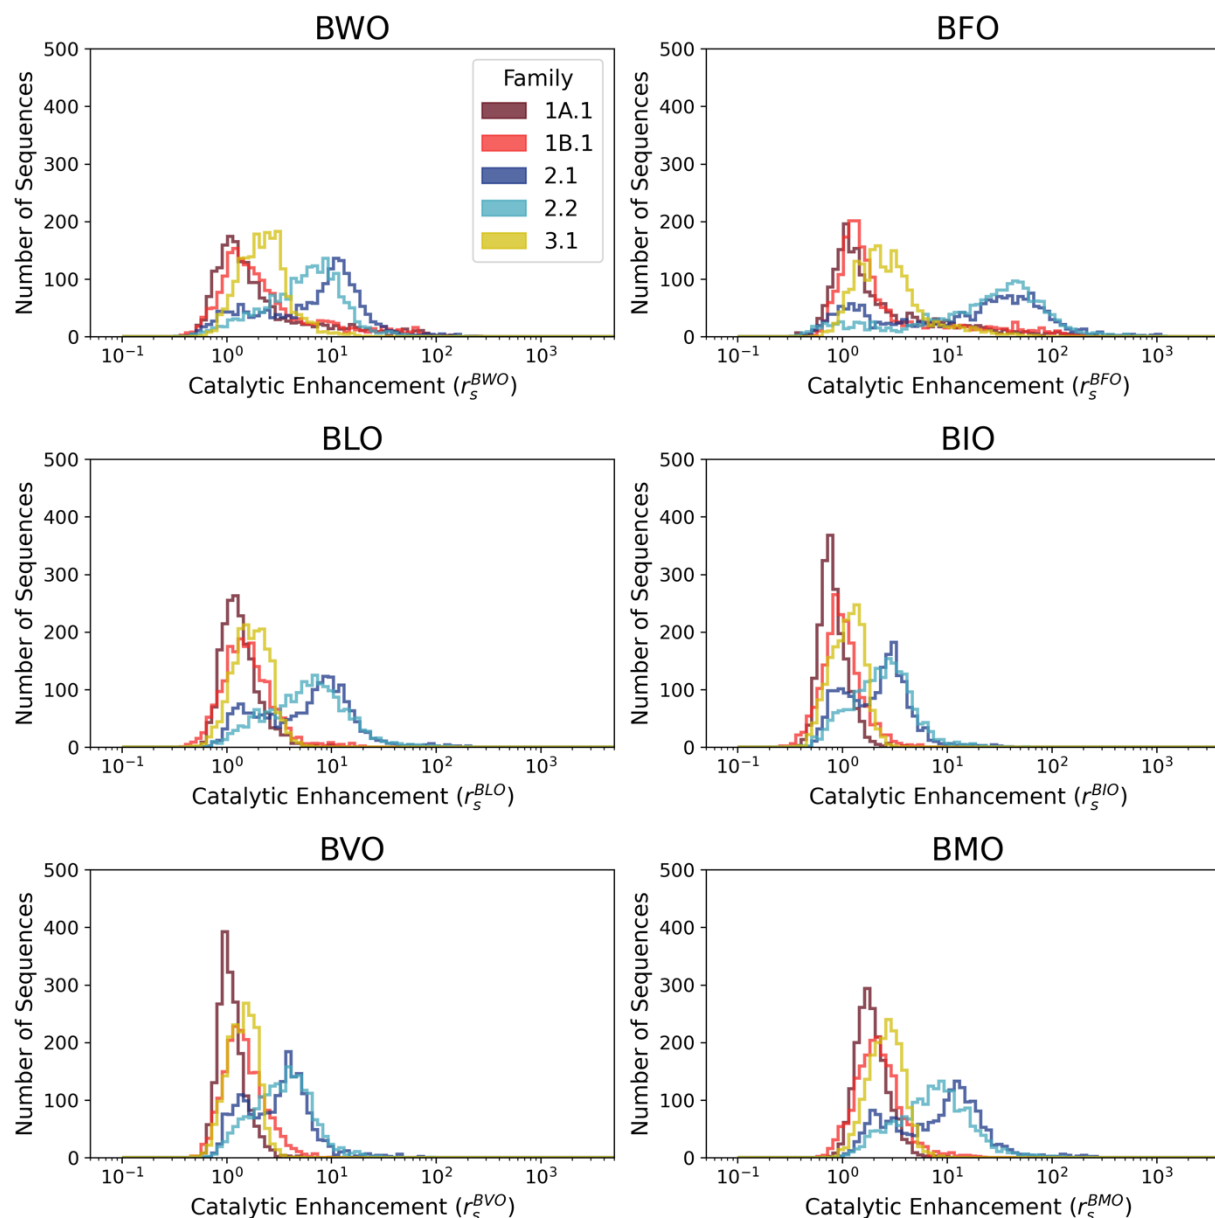 BWO
500
400
300
200
100
0
Number of Sequences
Family
1A.1
1B.1
2.1
2.2
3.1
10⁻¹ 10⁰ 10¹ 10² 10³
Catalytic Enhancement (r_s^{BWO})
BFO
500
400
300
200
100
0
Number of Sequences
10⁻¹ 10⁰ 10¹ 10² 10³
Catalytic Enhancement (r_s^{BFO})
BLO
500
400
300
200
100
0
Number of Sequences
10⁻¹ 10⁰ 10¹ 10² 10³
Catalytic Enhancement (r_s^{BLO})
BIO
500
400
300
200
100
0
Number of Sequences
10⁻¹ 10⁰ 10¹ 10² 10³
Catalytic Enhancement (r_s^{BIO})
BVO
500
400
300
200
100
0
Number of Sequences
10⁻¹ 10⁰ 10¹ 10² 10³
Catalytic Enhancement (r_s^{BVO})
BMO
500
400
300
200
100
0
Number of Sequences
10⁻¹ 10⁰ 10¹ 10² 10³
Catalytic Enhancement (r_s^{BMO})